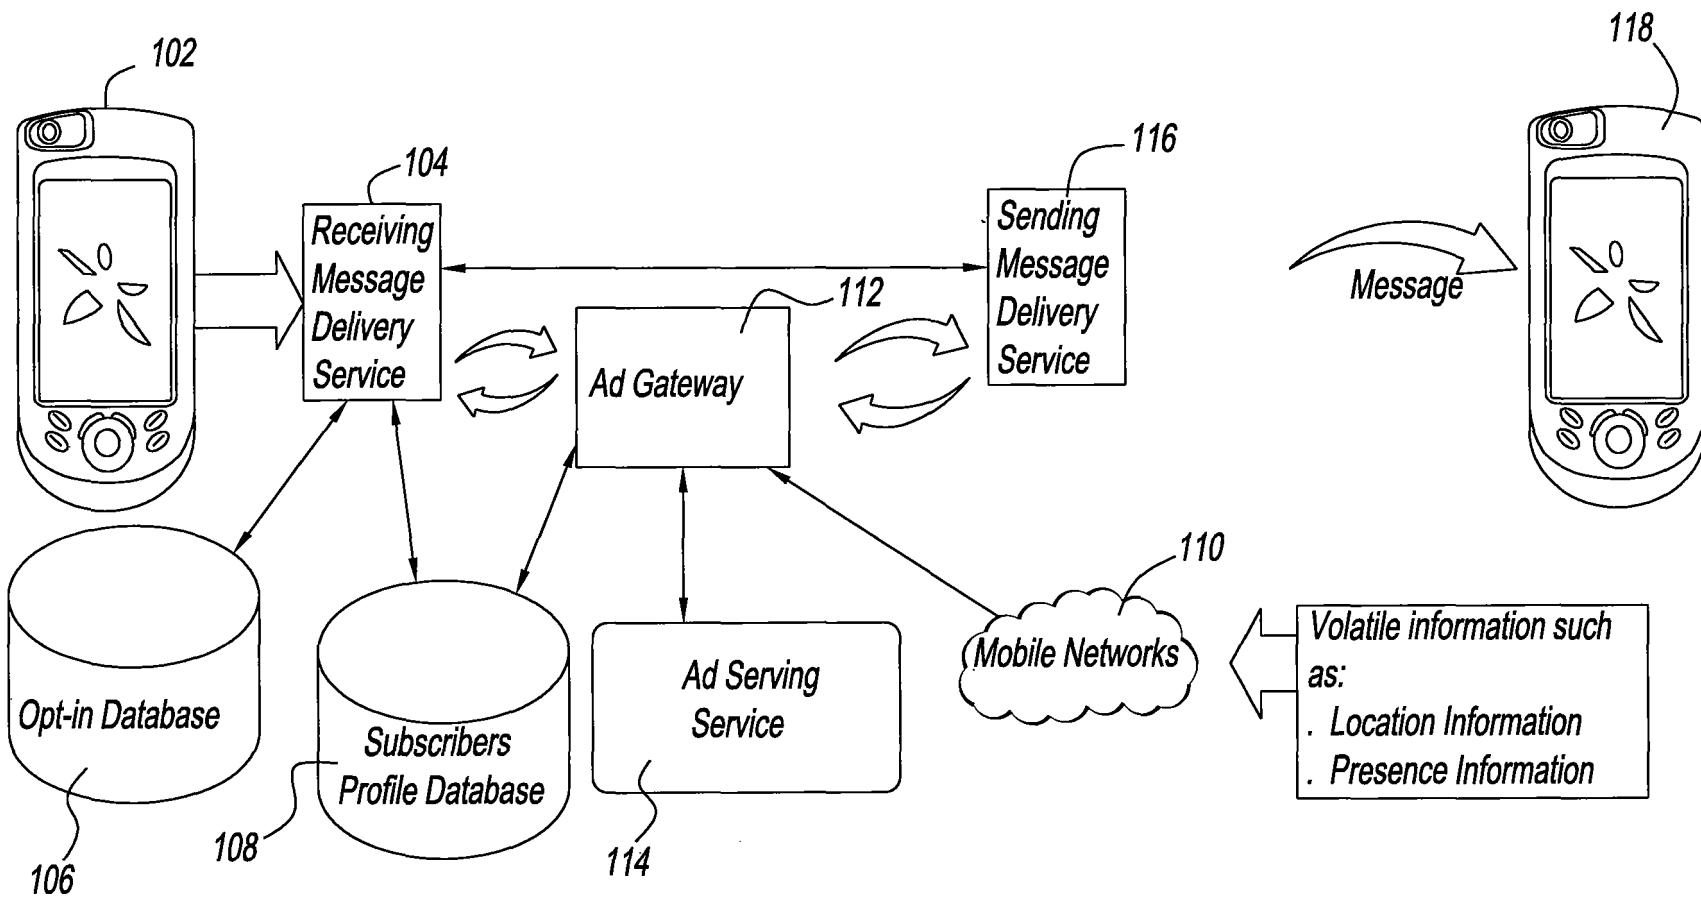 102
118
104
116
Receiving
Message
Delivery
Service
Sending
Message
Delivery
Service
112
Message
Ad Gateway
110
Opt-in Database
Subscribers
Profile Database
Ad Serving
Service
Mobile Networks
Volatile information such
as:
. Location Information
. Presence Information
106
108
114